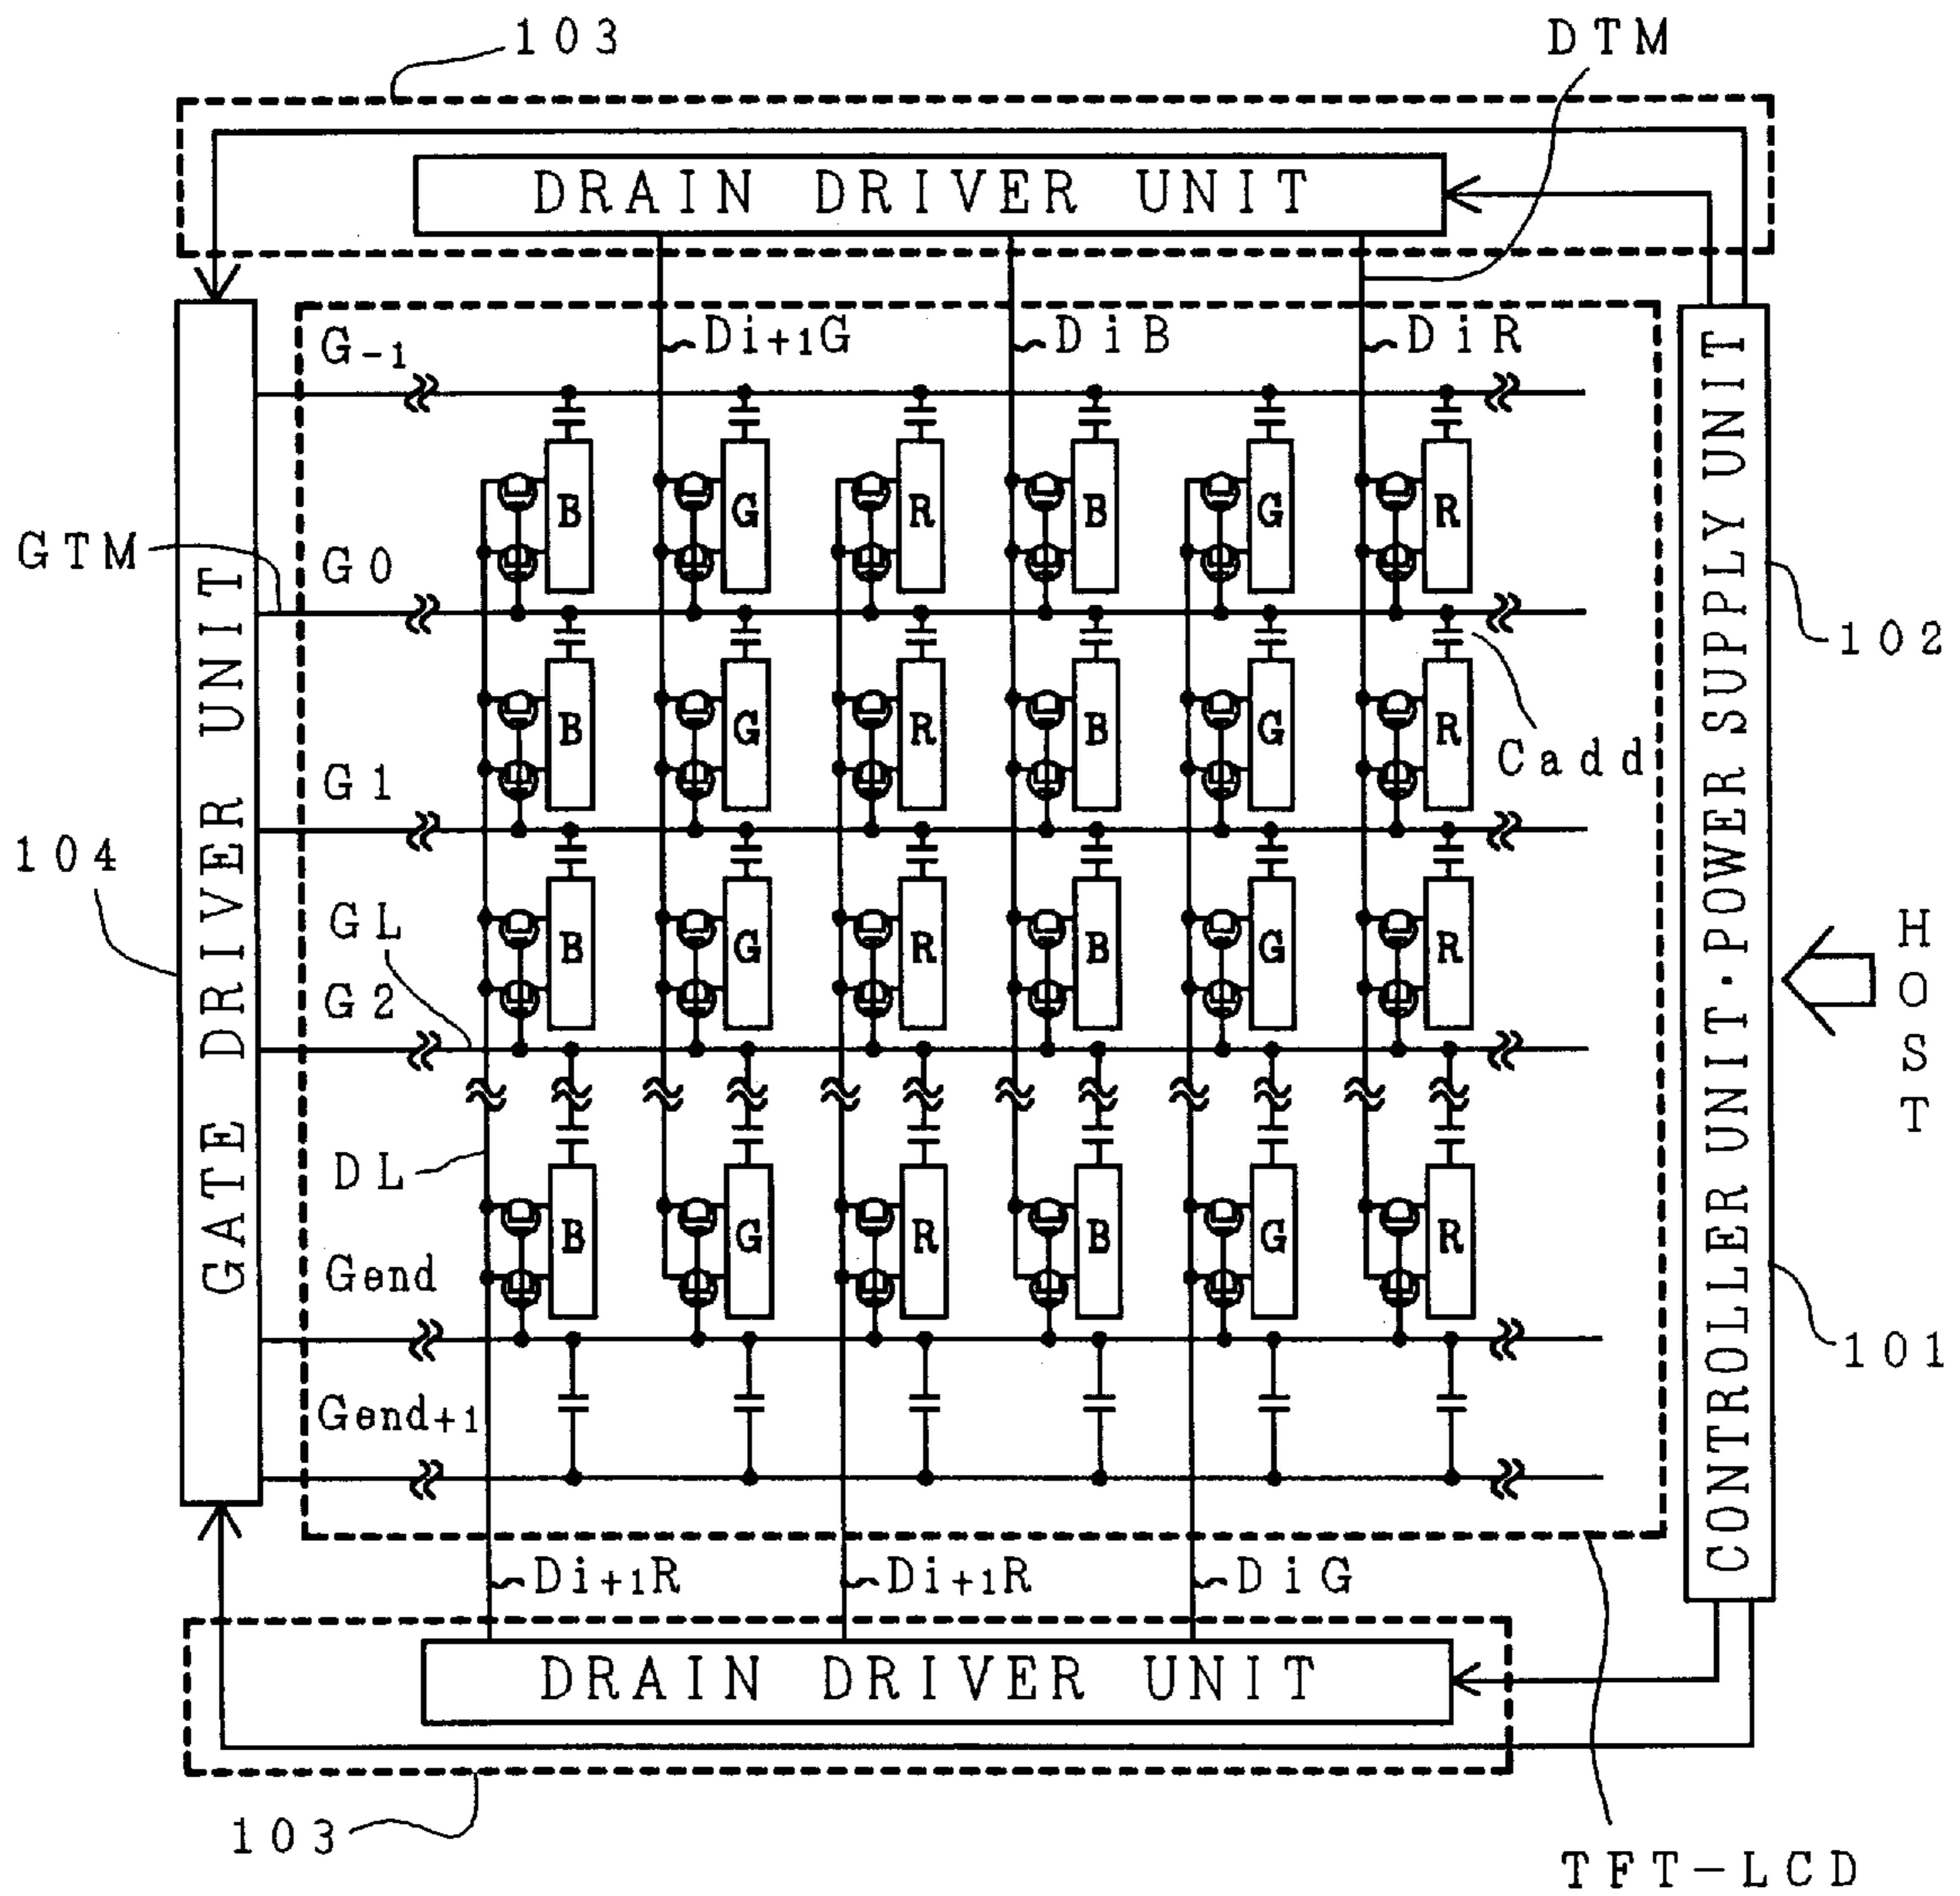 103
DTM
DRAIN DRIVER UNIT
G-1
Di+1G
DiB
DiR
B G R B G R
GTM
G0
102
B G R B G R
Cadd
G1
104
B G R B G R
GL
G2
HOST
DL
B G R B G R
Gend
101
Gend+1
GATE DRIVER UNIT
CONTROLLER UNIT·POWER SUPPLY UNIT
Di+1R
Di+1R
DiG
DRAIN DRIVER UNIT
103
TFT-LCD